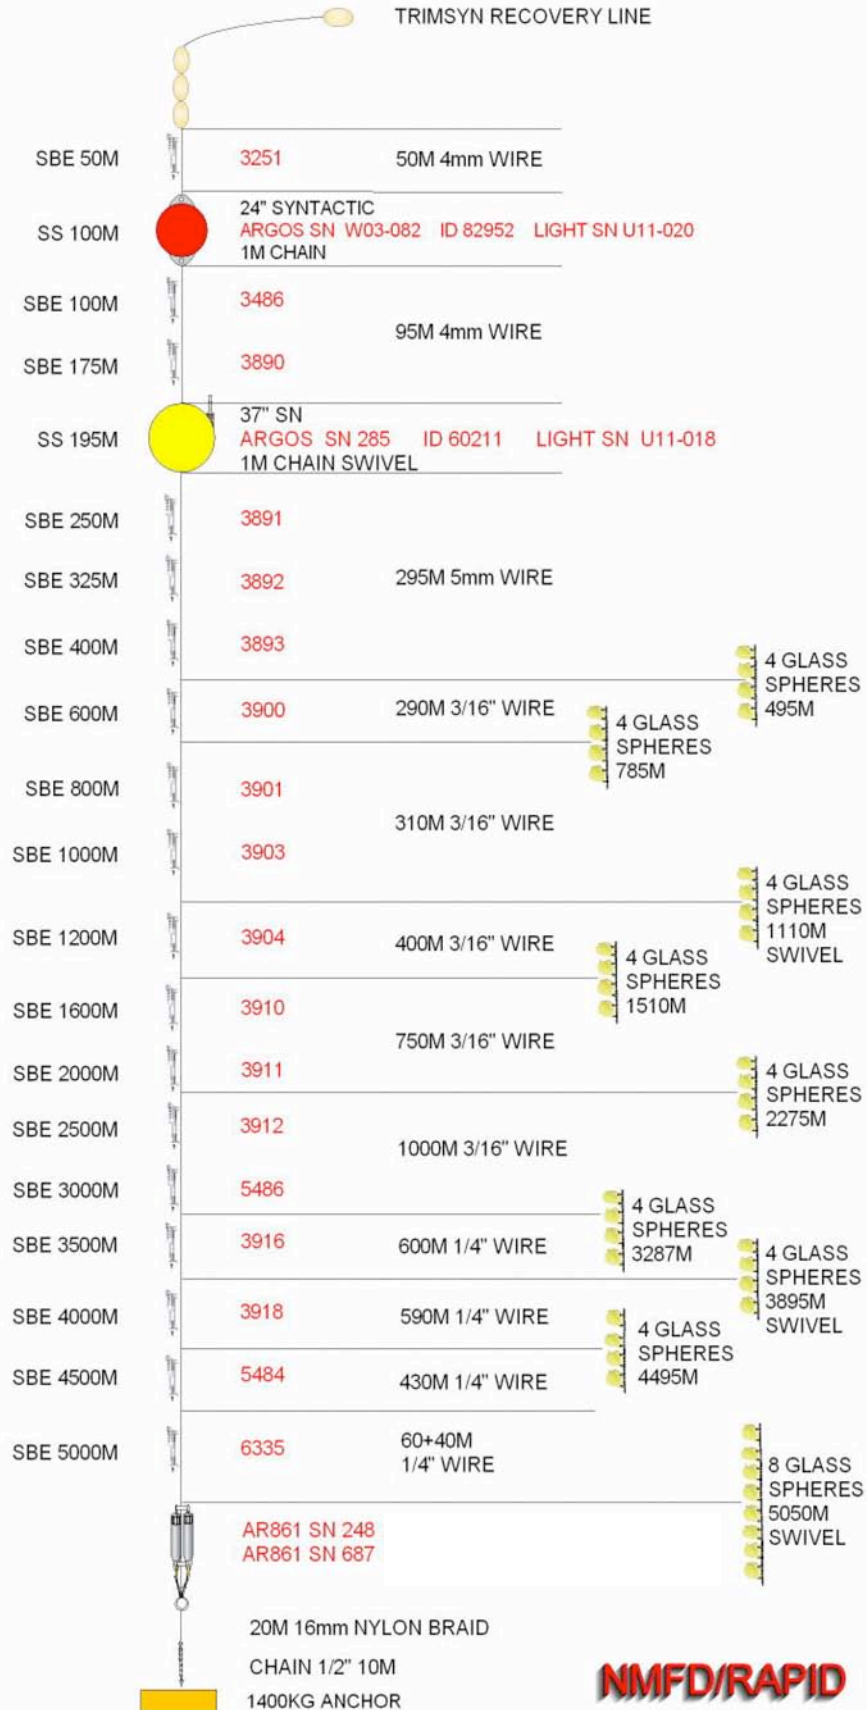 TRIMSYN RECOVERY LINE
SBE 50M
3251
50M 4mm WIRE
24" SYNTACTIC
SS 100M
ARGOS SN W03-082 ID 82952 LIGHT SN U11-020
1M CHAIN
SBE 100M
3486
95M 4mm WIRE
SBE 175M
3890
37" SN
SS 195M
ARGOS SN 285 ID 60211 LIGHT SN U11-018
1M CHAIN SWIVEL
SBE 250M
3891
SBE 325M
3892
295M 5mm WIRE
SBE 400M
3893
4 GLASS
SPHERES
495M
SBE 600M
3900
290M 3/16" WIRE
4 GLASS
SPHERES
785M
SBE 800M
3901
310M 3/16" WIRE
SBE 1000M
3903
4 GLASS
SPHERES
1110M
SWIVEL
SBE 1200M
3904
400M 3/16" WIRE
4 GLASS
SPHERES
1510M
SBE 1600M
3910
750M 3/16" WIRE
SBE 2000M
3911
4 GLASS
SPHERES
2275M
SBE 2500M
3912
1000M 3/16" WIRE
SBE 3000M
5486
4 GLASS
SPHERES
3287M
SBE 3500M
3916
600M 1/4" WIRE
4 GLASS
SPHERES
3895M
SWIVEL
SBE 4000M
3918
590M 1/4" WIRE
4 GLASS
SPHERES
4495M
SBE 4500M
5484
430M 1/4" WIRE
SBE 5000M
6335
60+40M
1/4" WIRE
8 GLASS
SPHERES
5050M
SWIVEL
AR861 SN 248
AR861 SN 687
20M 16mm NYLON BRAID
CHAIN 1/2" 10M
1400KG ANCHOR
NMFD/RAPID